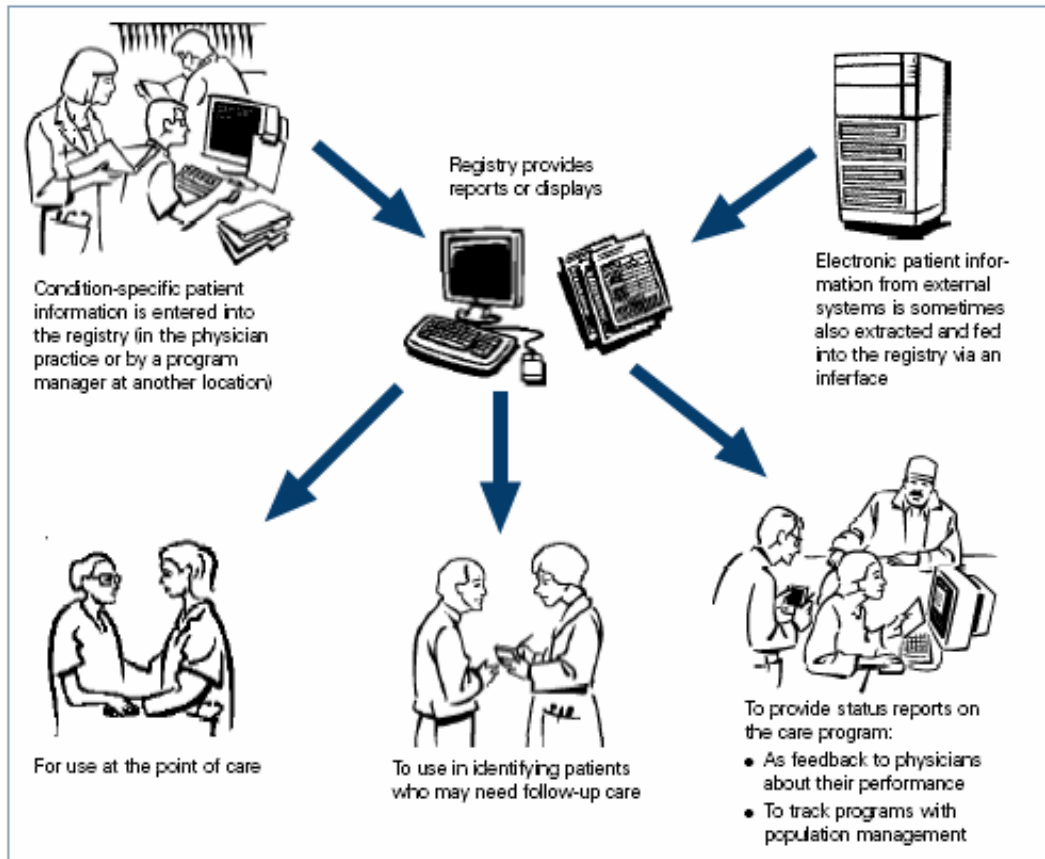 Registry provides
reports or displays
Condition-specific patient
information is entered into
the registry (in the physician
practice or by a program
manager at another location)
Electronic patient infor-
mation from external
systems is sometimes
also extracted and fed
into the registry via an
inferface
For use at the point of care
To use in identifying patients
who may need follow-up care
To provide status reports on
the care program:
• As feedback to physicians
about their performance
• To track programs with
population management